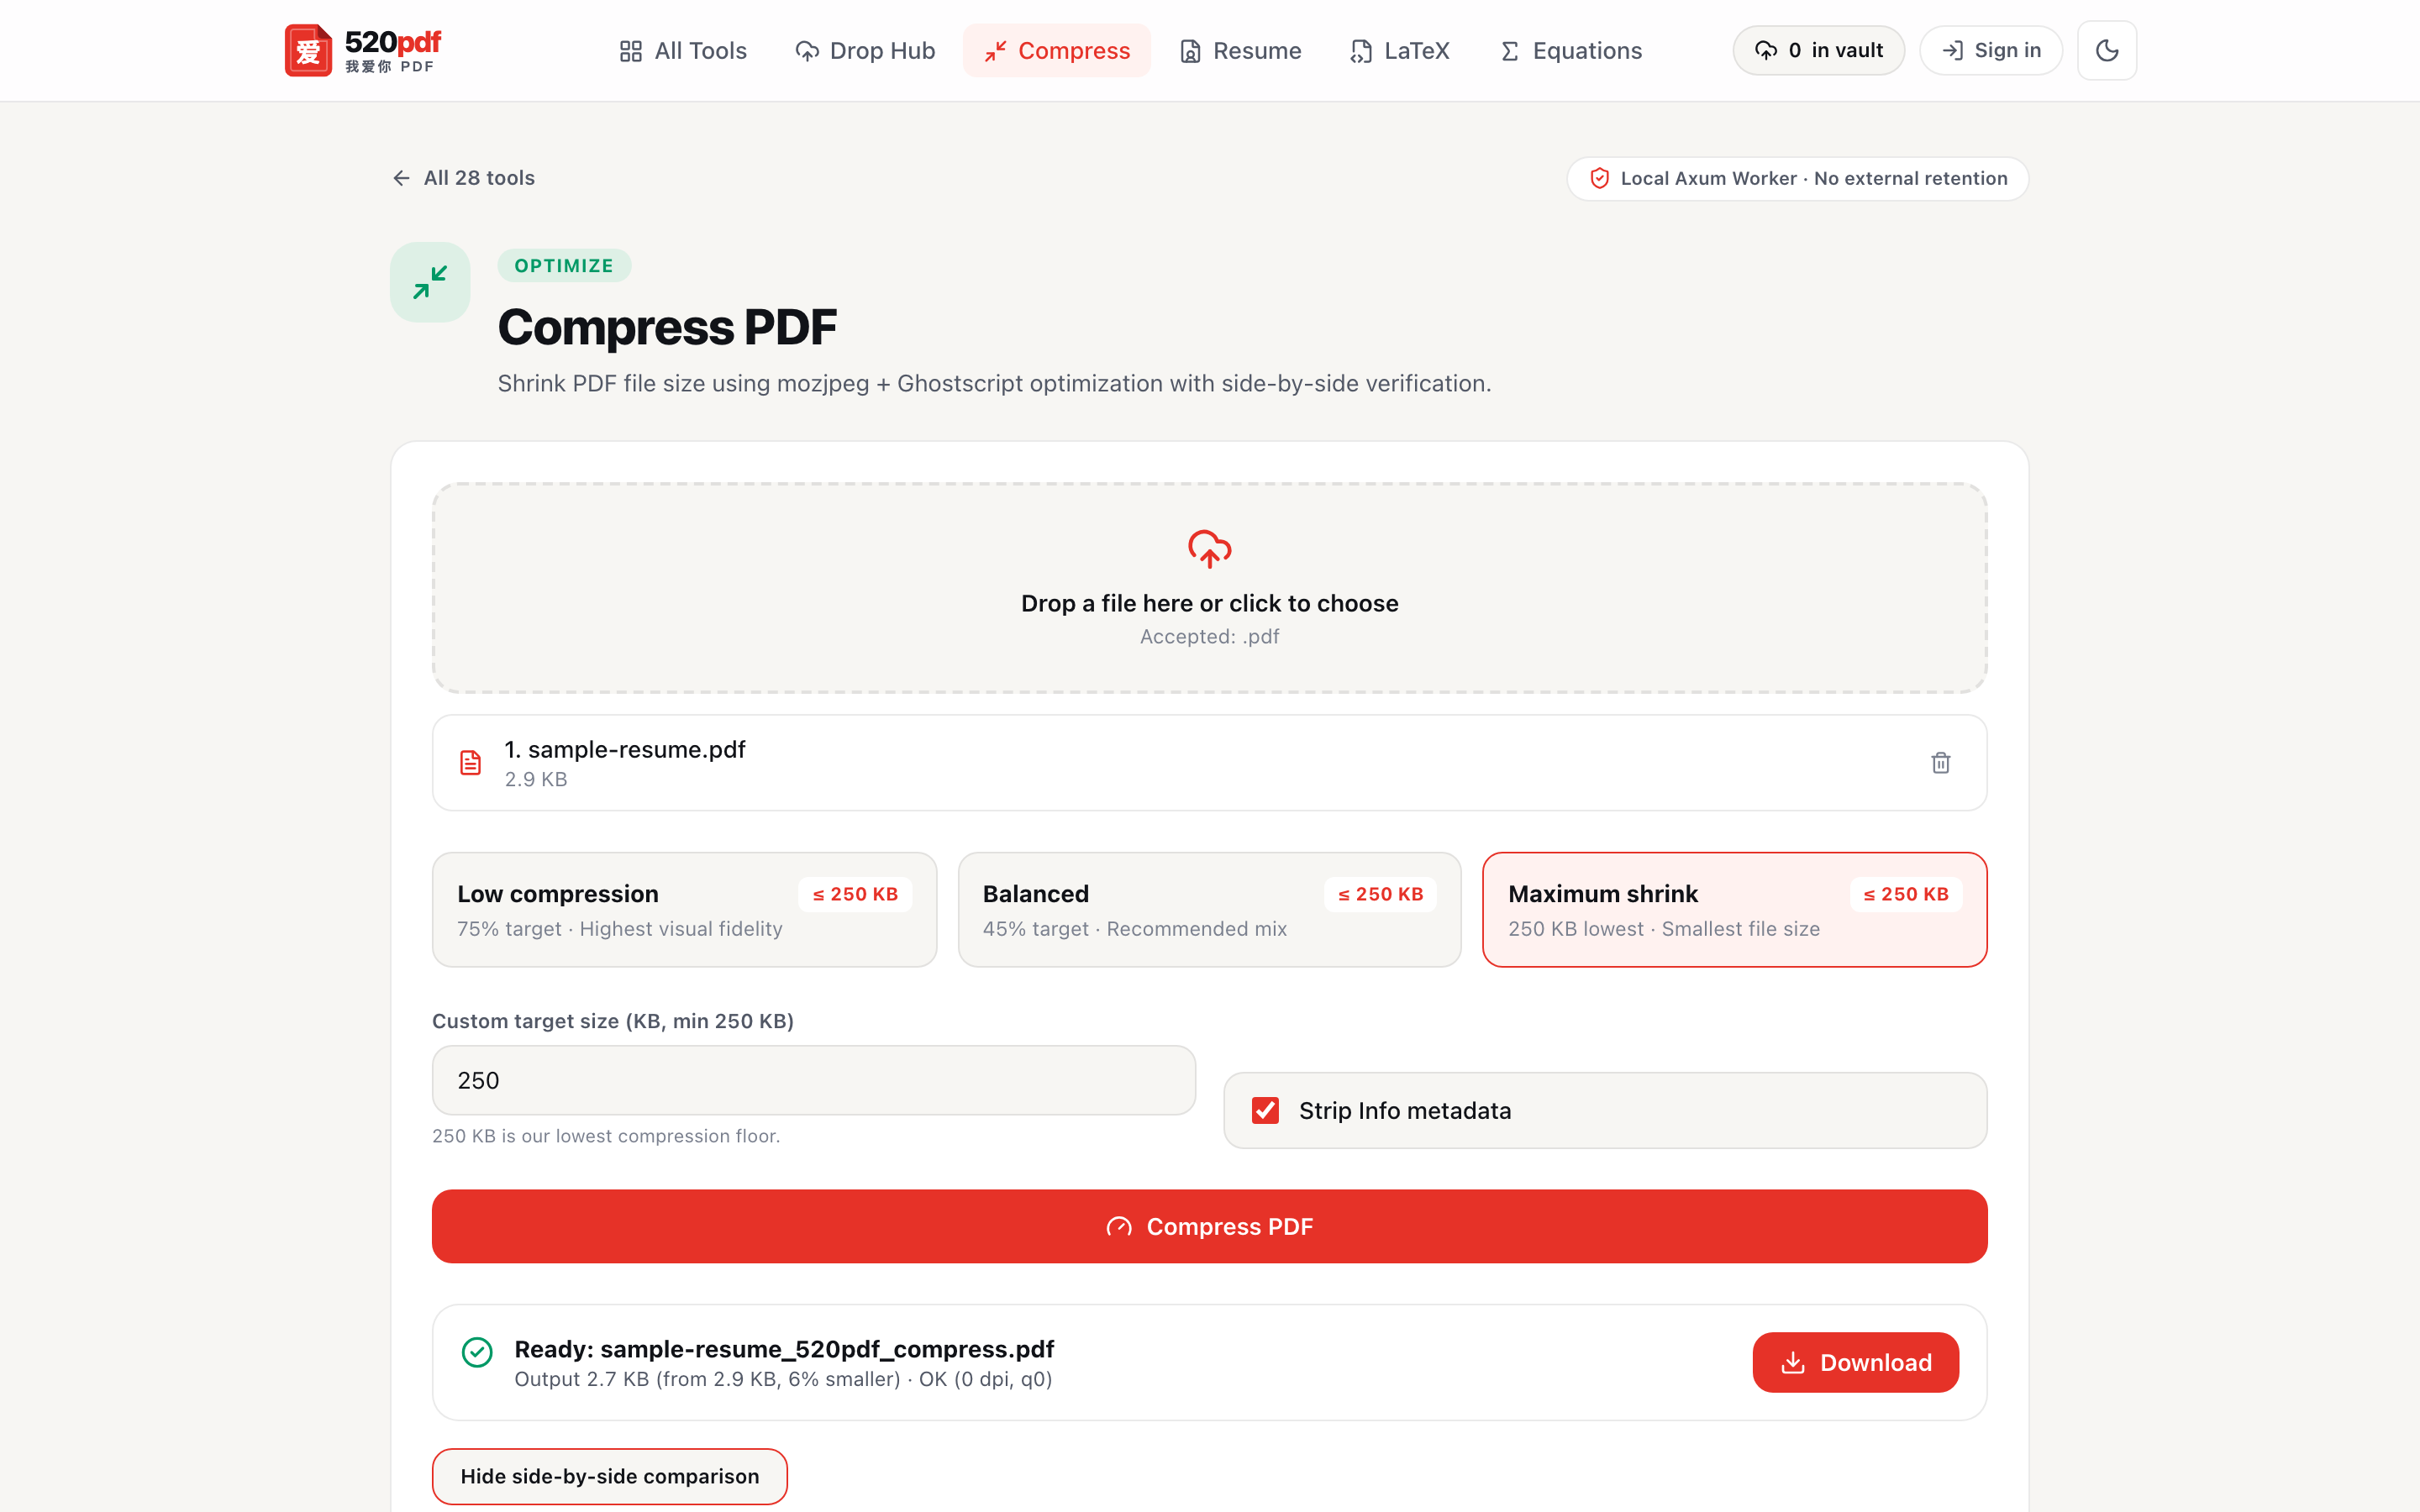 爱
520pdf
我爱你 PDF
All Tools
Drop Hub
Compress
Resume
LaTeX
Equations
0 in vault
Sign in
All 28 tools
Local Axum Worker · No external retention
OPTIMIZE
Compress PDF
Shrink PDF file size using mozjpeg + Ghostscript optimization with side-by-side verification.
Drop a file here or click to choose
Accepted: .pdf
1. sample-resume.pdf
2.9 KB
Low compression
≤ 250 KB
75% target · Highest visual fidelity
Balanced
≤ 250 KB
45% target · Recommended mix
Maximum shrink
≤ 250 KB
250 KB lowest · Smallest file size
Custom target size (KB, min 250 KB)
250
250 KB is our lowest compression floor.
Strip Info metadata
Compress PDF
Ready: sample-resume_520pdf_compress.pdf
Output 2.7 KB (from 2.9 KB, 6% smaller) · OK (0 dpi, q0)
Download
Hide side-by-side comparison